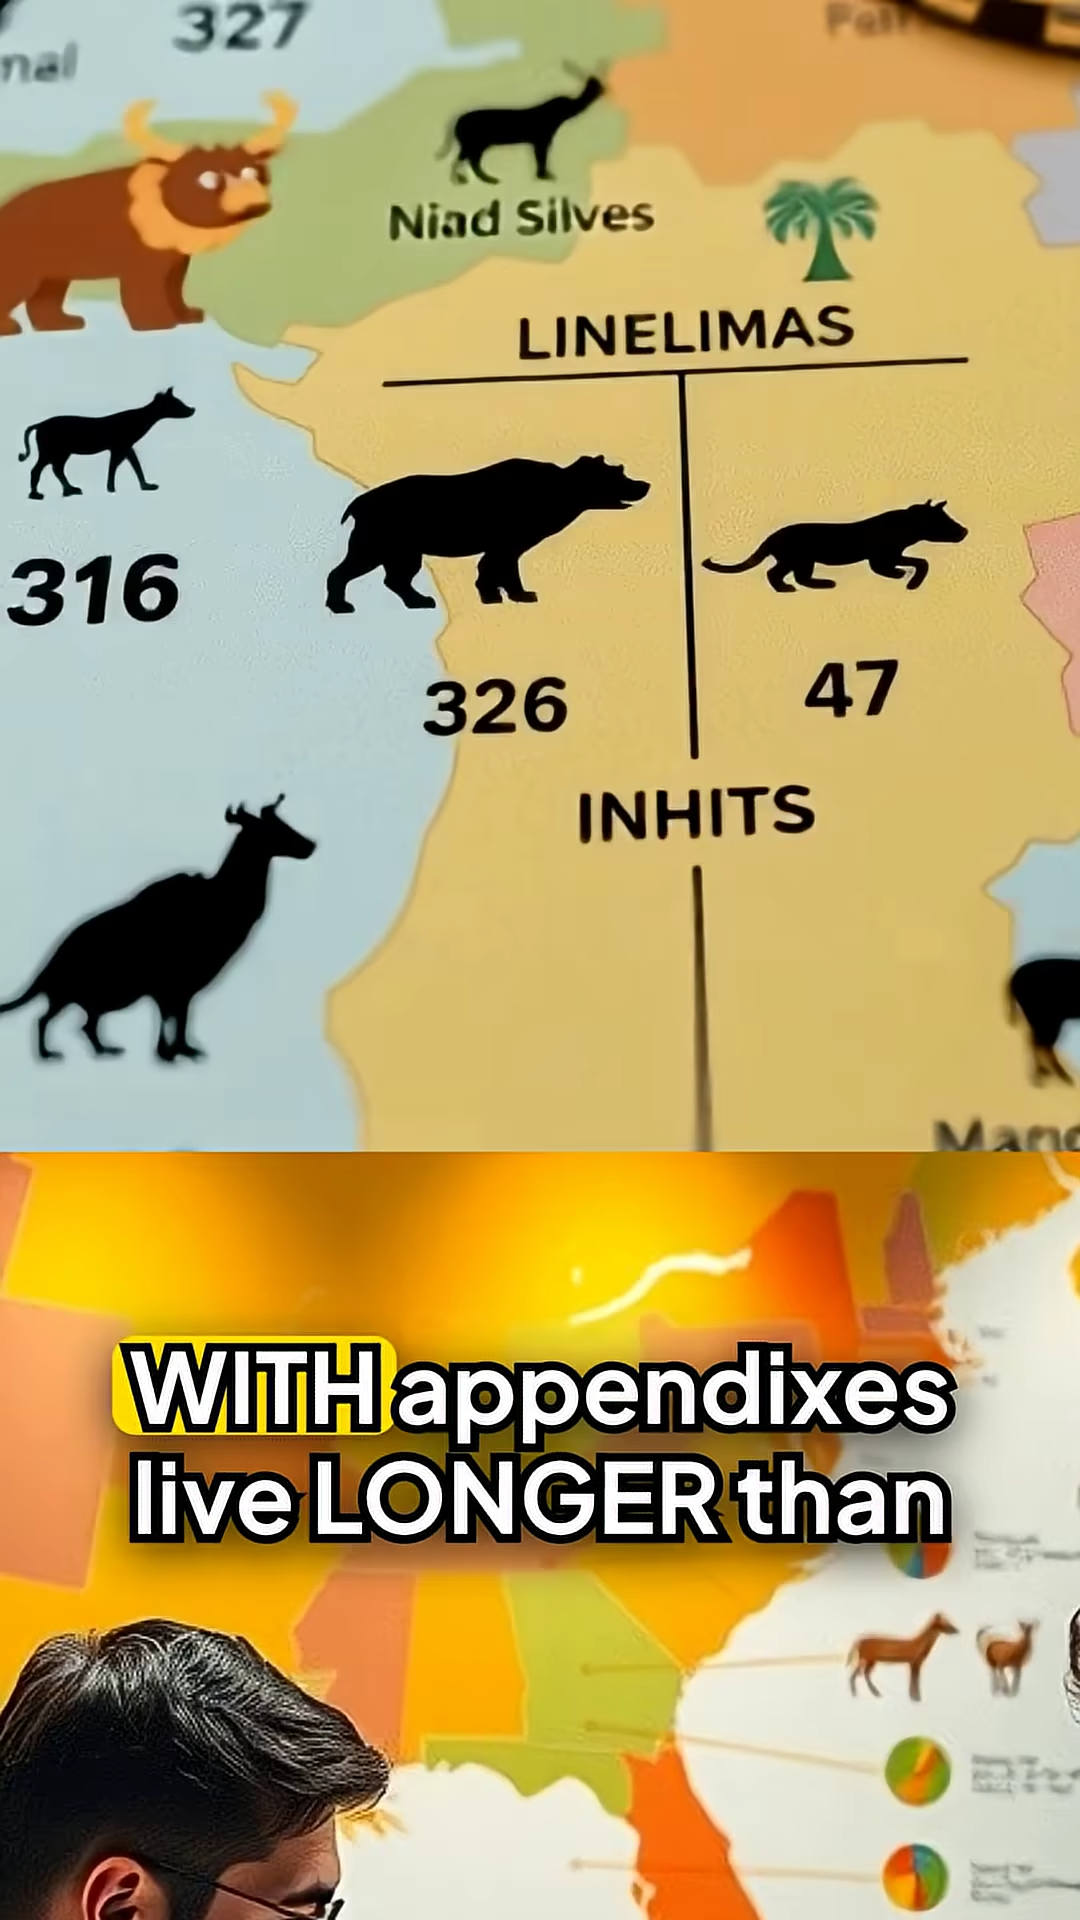 327
nal
Niad Silves
LINELIMAS
316
326
47
INHITS
WITH appendixes
live LONGER than